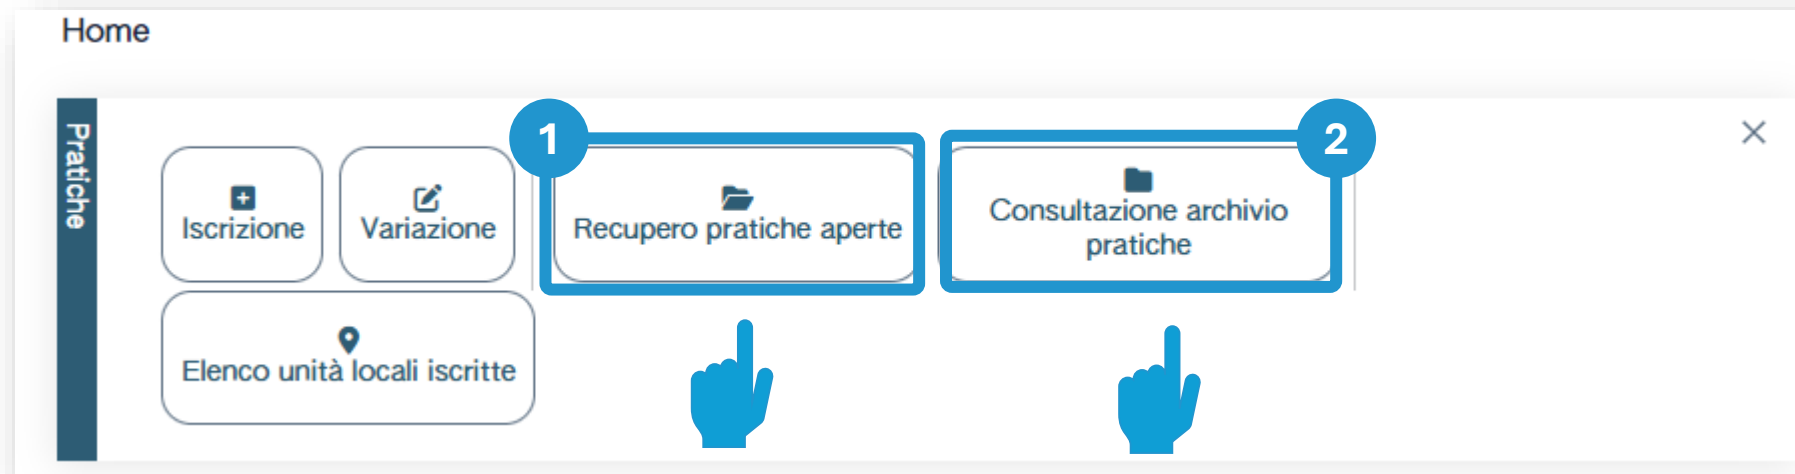 Home
Pratiche
1
2
Iscrizione
Variazione
Recupero pratiche aperte
Consultazione archivio
pratiche
Elenco unità locali iscritte